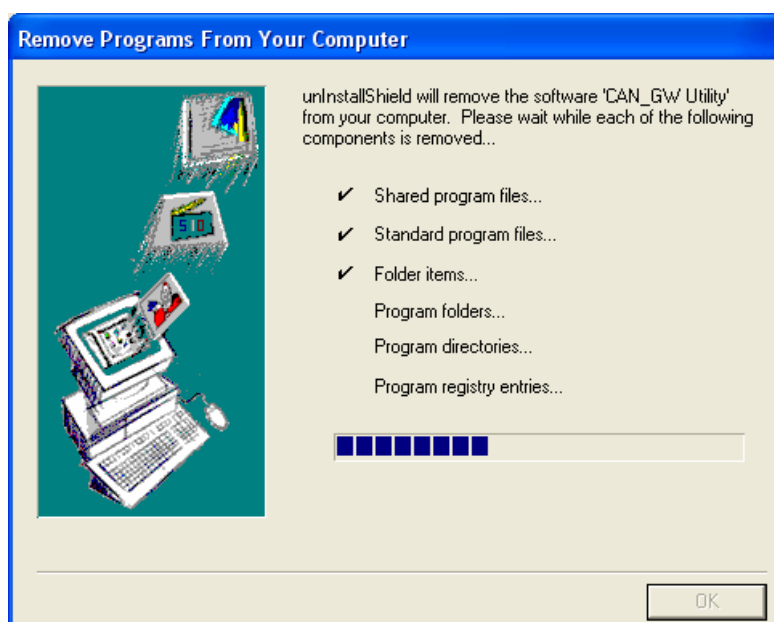 Remove Programs From Your Computer
unInstallShield will remove the software 'CAN_GW Utility'
from your computer.  Please wait while each of the following
components is removed...
Shared program files...
Standard program files...
Folder items...
Program folders...
Program directories...
Program registry entries...
OK